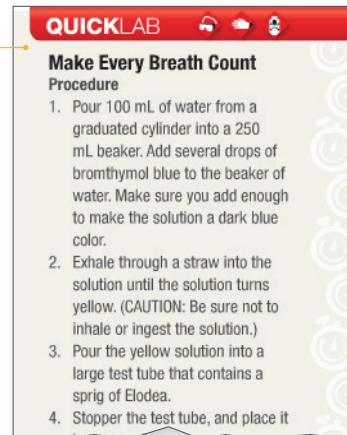 QUICKLAB
Make Every Breath Count
Procedure
1. Pour 100 mL of water from a
graduated cylinder into a 250
mL beaker. Add several drops of
bromthymol blue to the beaker of
water. Make sure you add enough
to make the solution a dark blue
color.
2. Exhale through a straw into the
solution until the solution turns
yellow. (CAUTION: Be sure not to
inhale or ingest the solution.)
3. Pour the yellow solution into a
large test tube that contains a
sprig of Elodea.
4. Stopper the test tube, and place it